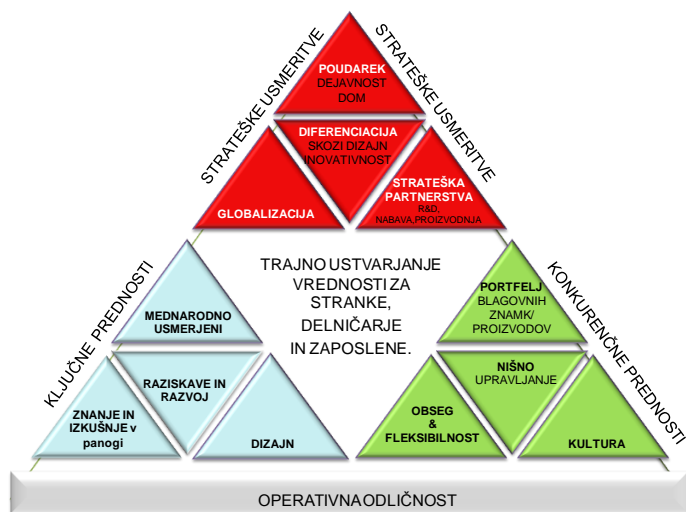 STRATEŠKE USMERITVE
STRATEŠKE USMERITVE
POUDAREK
DEJAVNOST
DOM
DIFERENCIACIJA
SKOZI DIZAJN
INOVATIVNOST
GLOBALIZACIJA
STRATEŠKA
PARTNERSTVA
R&D,
NABAVA,PROIZVODNJA
TRAJNO USTVARJANJE
VREDNOSTI ZA
STRANKE,
DELNIČARJE
IN ZAPOSLENE.
KLJUČNE PREDNOSTI
MEDNARODNO
USMERJENI
RAZISKAVE IN
RAZVOJ
ZNANJE IN
IZKUŠNJE v
panogi
DIZAJN
KONKURENČNE PREDNOSTI
PORTFELJ
BLAGOVNIH
ZNAMK/
PROIZVODOV
NIŠNO
UPRAVLJANJE
OBSEG
&
FLEKSIBILNOST
KULTURA
OPERATIVNA ODLIČNOST